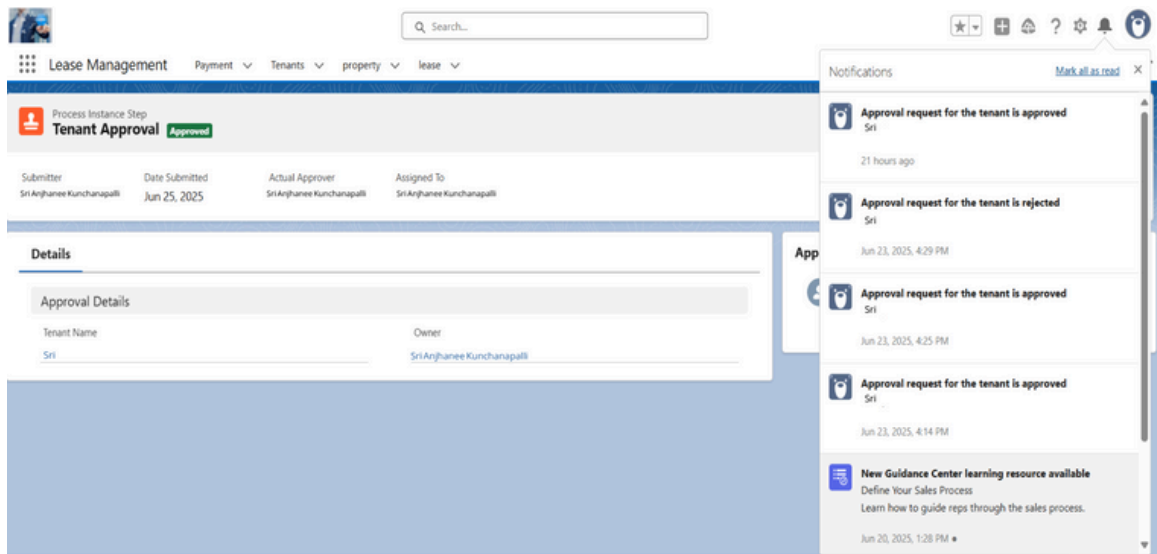 Search...
Lease Management
Payment
Tenants
property
lease
Process Instance Step
Tenant Approval Approved
Submitter
Date Submitted
Actual Approver
Assigned To
Sri Anjhanee Kunchanapalli
Jun 25, 2025
Sri Anjhanee Kunchanapalli
Sri Anjhanee Kunchanapalli
Details
Approval Details
Tenant Name
Owner
Sri
Sri Anjhanee Kunchanapalli
App
Notifications
Mark all as read
Approval request for the tenant is approved
Sri
21 hours ago
Approval request for the tenant is rejected
Sri
Jun 23, 2025, 4:29 PM
Approval request for the tenant is approved
Sri
Jun 23, 2025, 4:25 PM
Approval request for the tenant is approved
Sri
Jun 23, 2025, 4:14 PM
New Guidance Center learning resource available
Define Your Sales Process
Learn how to guide reps through the sales process.
Jun 20, 2025, 1:28 PM